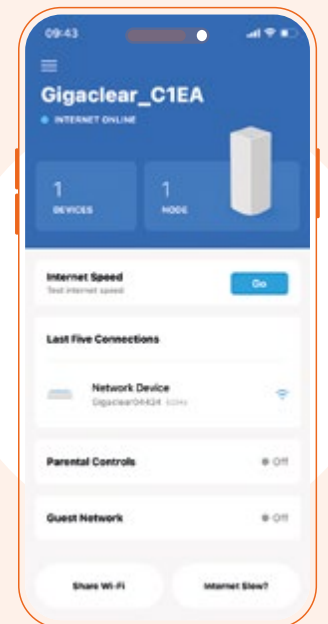 09:43
Gigaclear_C1EA
INTERNET ONLINE
1 1
DEVICES NODE
Internet Speed
Test internet speed
Go
Last Five Connections
Network Device
Parental Controls Off
Guest Network Off
Share Wi-Fi Internet Slow?